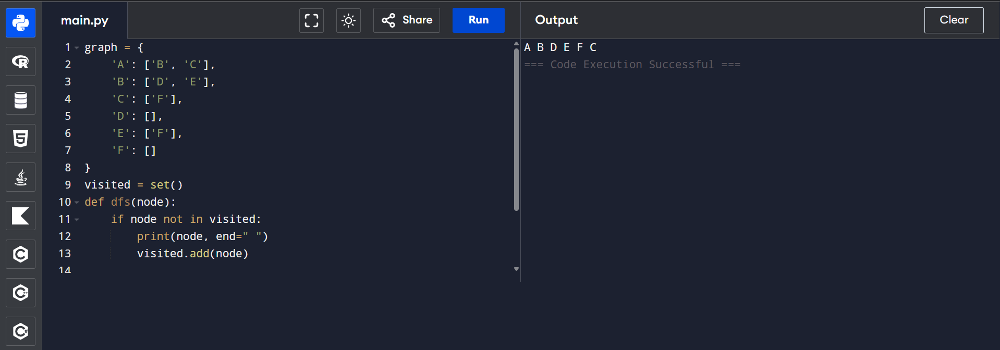 main.py
Share
Run
Output
Clear
1 graph = {
2     'A': ['B', 'C'],
3     'B': ['D', 'E'],
4     'C': ['F'],
5     'D': [],
6     'E': ['F'],
7     'F': []
8 }
9 visited = set()
10 def dfs(node):
11     if node not in visited:
12         print(node, end=" ")
13         visited.add(node)
14
A B D E F C
=== Code Execution Successful ===
R
5
C
C++
C#